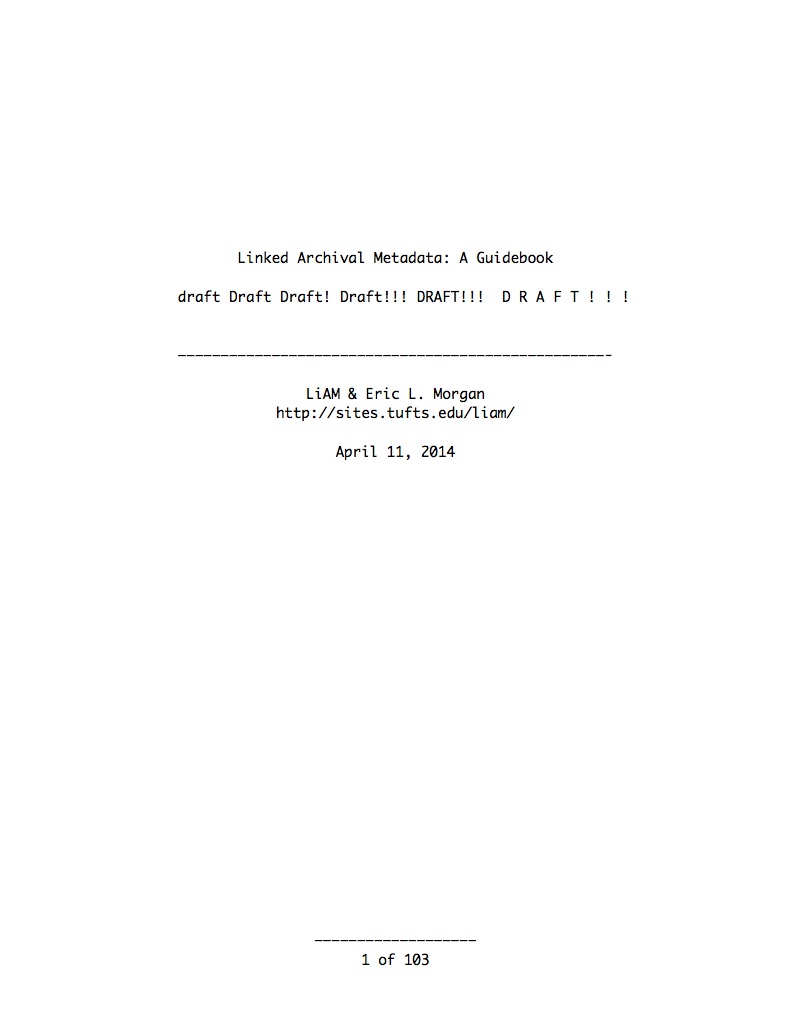 Linked Archival Metadata: A Guidebook
draft Draft Draft! Draft!!! DRAFT!!!  D R A F T ! ! !
LiAM & Eric L. Morgan
http://sites.tufts.edu/liam/
April 11, 2014
1 of 103